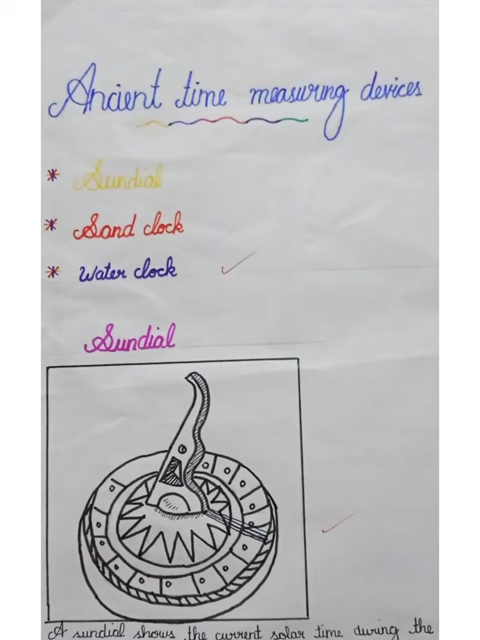 Ancient time measuring devices
* Sundial
* Sand clock
* Water clock
Sundial
A sundial shows the current solar time during the